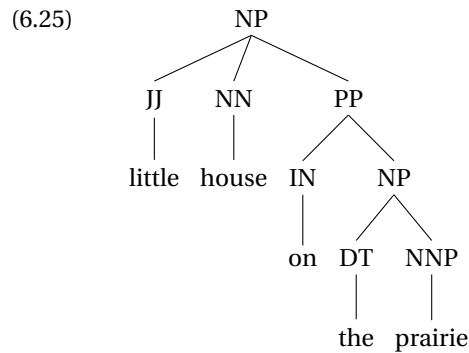 (6.25) NP
JJ NN PP
little house IN NP
on DT NNP
the prairie